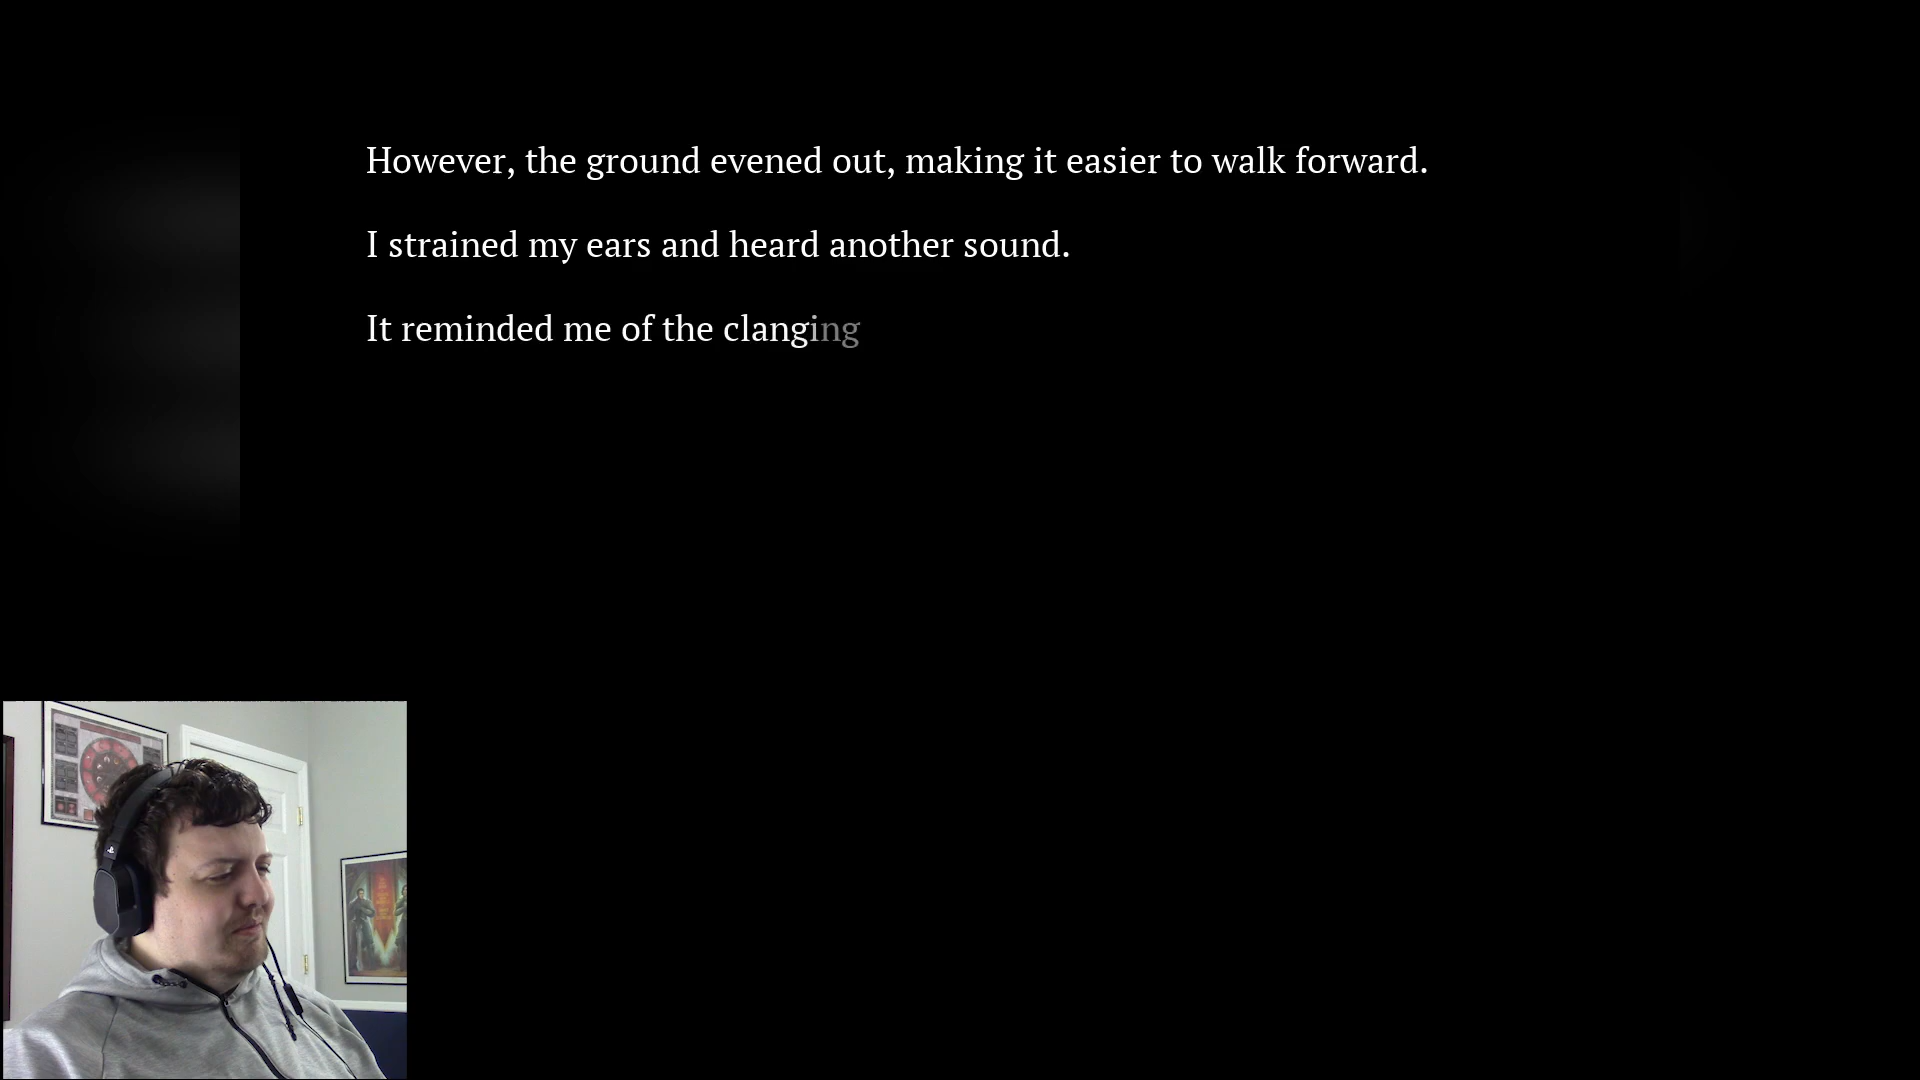 However, the ground evened out, making it easier to walk forward.
I strained my ears and heard another sound.
It reminded me of the clanging